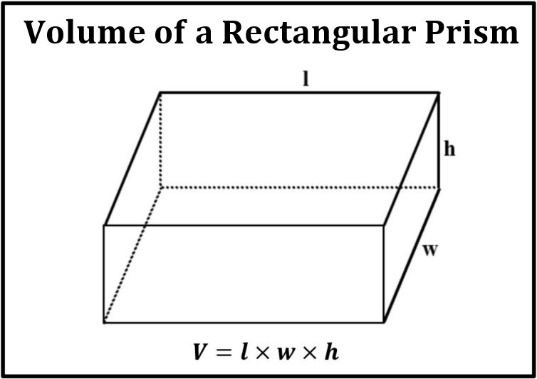 Volume of a Rectangular Prism
l
h
w
V = l × w × h